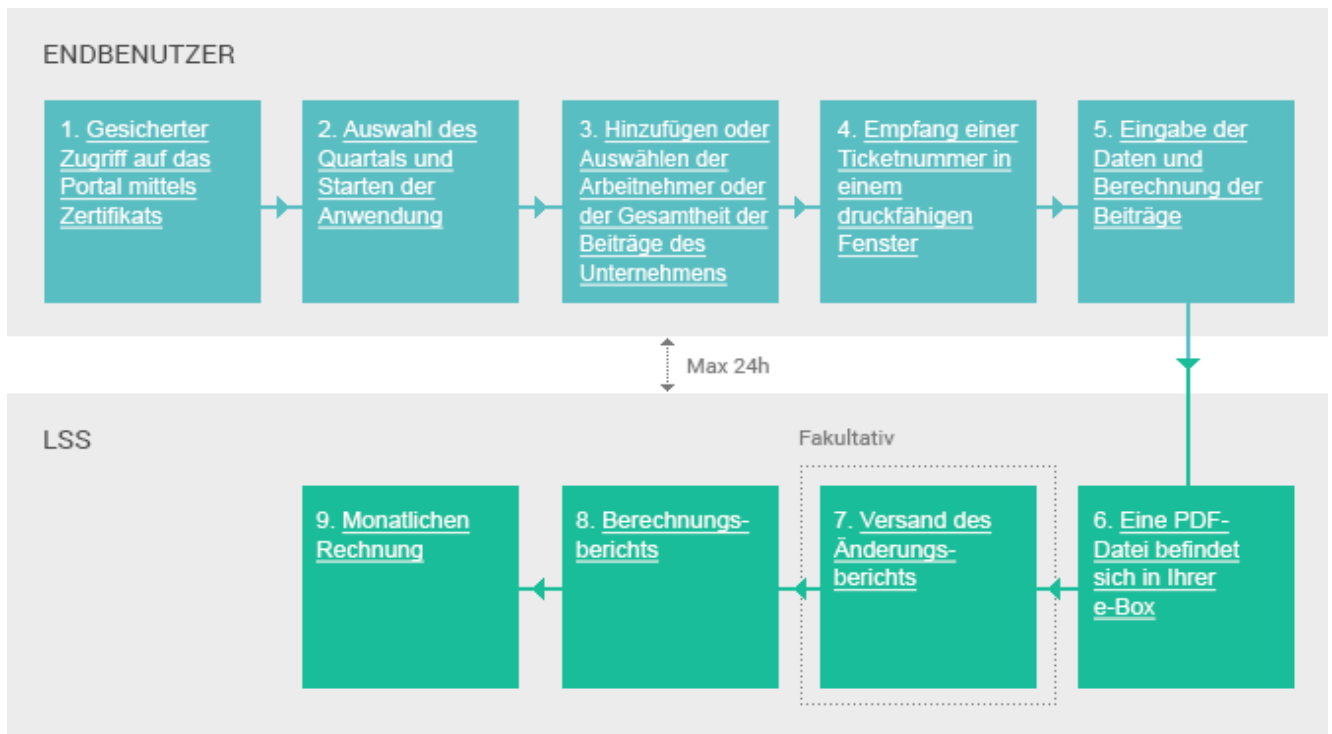 ENDBENUTZER
1. Gesicherter
Zugriff auf das
Portal mittels
Zertifikats
2. Auswahl des
Quartals und
Starten der
Anwendung
3. Hinzufügen oder
Auswählen der
Arbeitnehmer oder
der Gesamtheit der
Beiträge des
Unternehmens
4. Empfang einer
Ticketnummer in
einem
druckfähigen
Fenster
5. Eingabe der
Daten und
Berechnung der
Beiträge
Max 24h
LSS
Fakultativ
9. Monatlichen
Rechnung
8. Berechnungs-
berichts
7. Versand des
Änderungs-
berichts
6. Eine PDF-
Datei befindet
sich in Ihrer
e-Box